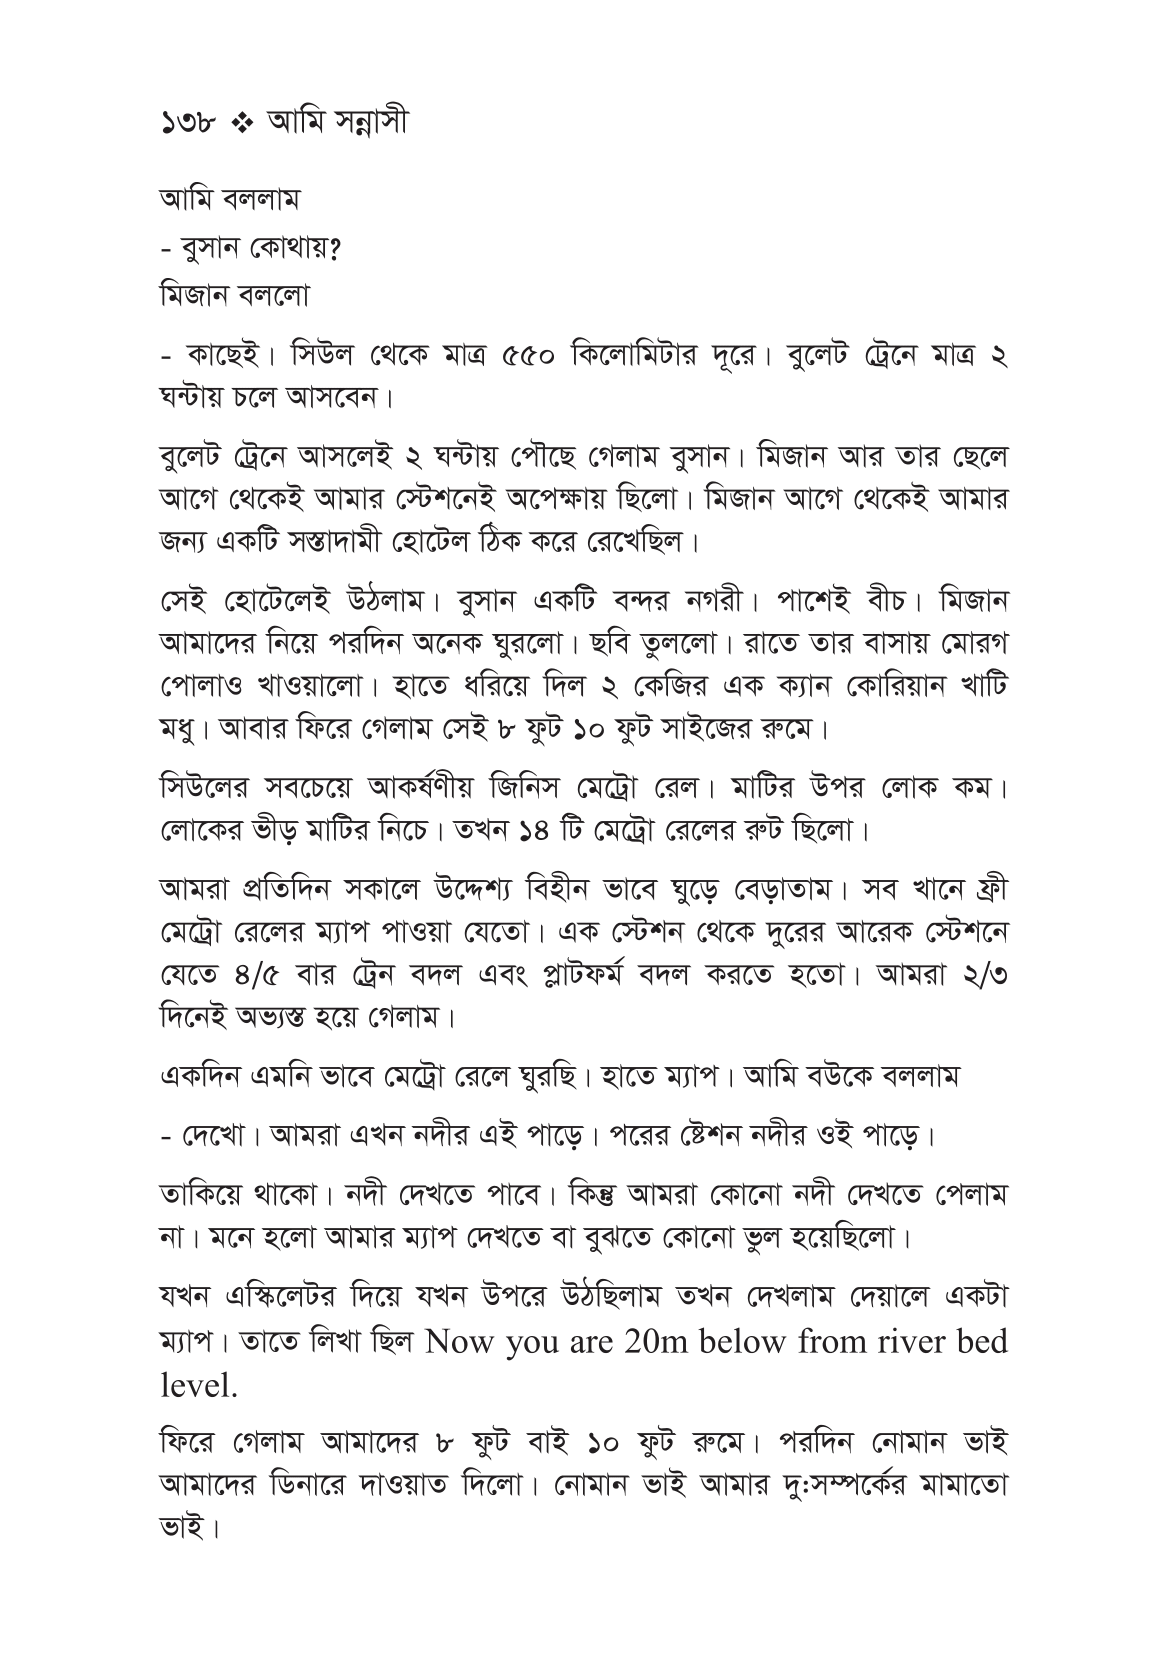 ১৩৮ ❖ আমি সন্নাসী
আমি বললাম
- বুসান কোথায়?
মিজান বললো
- কাছেই। সিউল থেকে মাত্র ৫৫০ কিলোমিটার দূরে। বুলেট ট্রেনে মাত্র ২
ঘন্টায় চলে আসবেন।
বুলেট ট্রেনে আসলেই ২ ঘন্টায় পৌছে গেলাম বুসান। মিজান আর তার ছেলে
আগে থেকেই আমার স্টেশনেই অপেক্ষায় ছিলো। মিজান আগে থেকেই আমার
জন্য একটি সস্তাদামী হোটেল ঠিক করে রেখেছিল।
সেই হোটেলেই উঠলাম। বুসান একটি বন্দর নগরী। পাশেই বীচ। মিজান
আমাদের নিয়ে পরদিন অনেক ঘুরলো। ছবি তুললো। রাতে তার বাসায় মোরগ
পোলাও খাওয়ালো। হাতে ধরিয়ে দিল ২ কেজির এক ক্যান কোরিয়ান খাটি
মধু। আবার ফিরে গেলাম সেই ৮ ফুট ১০ ফুট সাইজের রুমে।
সিউলের সবচেয়ে আকর্ষণীয় জিনিস মেট্রো রেল। মাটির উপর লোক কম।
লোকের ভীড় মাটির নিচে। তখন ১৪ টি মেট্রো রেলের রুট ছিলো।
আমরা প্রতিদিন সকালে উদ্দেশ্য বিহীন ভাবে ঘুড়ে বেড়াতাম। সব খানে ফ্রী
মেট্রো রেলের ম্যাপ পাওয়া যেতো। এক স্টেশন থেকে দুরের আরেক স্টেশনে
যেতে ৪/৫ বার ট্রেন বদল এবং প্লাটফর্ম বদল করতে হতো। আমরা ২/৩
দিনেই অভ্যস্ত হয়ে গেলাম।
একদিন এমনি ভাবে মেট্রো রেলে ঘুরছি। হাতে ম্যাপ। আমি বউকে বললাম
- দেখো। আমরা এখন নদীর এই পাড়ে। পরের ষ্টেশন নদীর ওই পাড়ে।
তাকিয়ে থাকো। নদী দেখতে পাবে। কিন্তু আমরা কোনো নদী দেখতে পেলাম
না। মনে হলো আমার ম্যাপ দেখতে বা বুঝতে কোনো ভুল হয়েছিলো।
যখন এস্কিলেটর দিয়ে যখন উপরে উঠছিলাম তখন দেখলাম দেয়ালে একটা
ম্যাপ। তাতে লিখা ছিল Now you are 20m below from river bed
level.
ফিরে গেলাম আমাদের ৮ ফুট বাই ১০ ফুট রুমে। পরদিন নোমান ভাই
আমাদের ডিনারে দাওয়াত দিলো। নোমান ভাই আমার দু:সম্পর্কের মামাতো
ভাই।